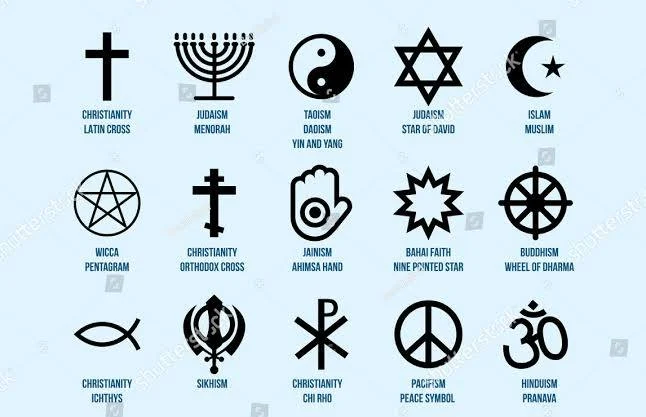 CHRISTIANITY
LATIN CROSS
JUDAISM
MENORAH
TAOISM
DAOISM
YIN AND YANG
JUDAISM
STAR OF DAVID
ISLAM
MUSLIM
WICCA
PENTAGRAM
CHRISTIANITY
ORTHODOX CROSS
JAINISM
AHIMSA HAND
BAHAI FAITH
NINE POINTED STAR
BUDDHISM
WHEEL OF DHARMA
CHRISTIANITY
ICHTHYS
SIKHISM
CHRISTIANITY
CHI RHO
PACIFISM
PEACE SYMBOL
HINDUISM
PRANAVA
shutterstock